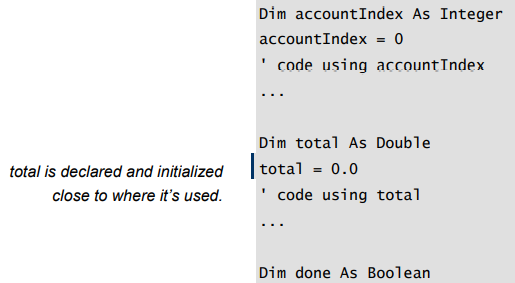 Dim accountIndex As Integer
accountIndex = 0
' code using accountIndex
...
Dim total As Double
total is declared and initialized
close to where it's used.
total = 0.0
' code using total
...
Dim done As Boolean